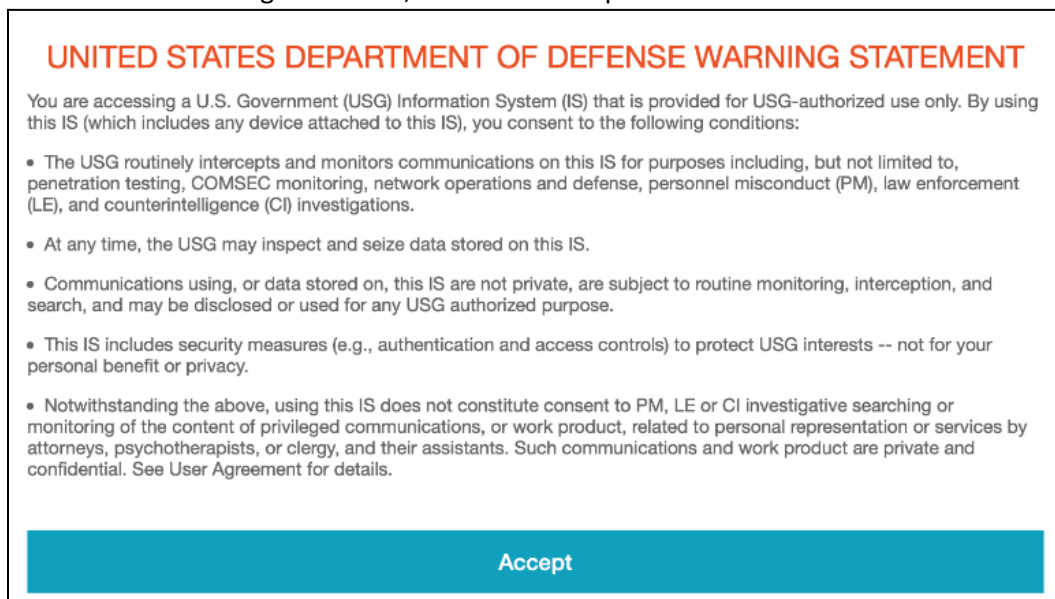 UNITED STATES DEPARTMENT OF DEFENSE WARNING STATEMENT
You are accessing a U.S. Government (USG) Information System (IS) that is provided for USG-authorized use only. By using
this IS (which includes any device attached to this IS), you consent to the following conditions:
• The USG routinely intercepts and monitors communications on this IS for purposes including, but not limited to,
penetration testing, COMSEC monitoring, network operations and defense, personnel misconduct (PM), law enforcement
(LE), and counterintelligence (CI) investigations.
• At any time, the USG may inspect and seize data stored on this IS.
• Communications using, or data stored on, this IS are not private, are subject to routine monitoring, interception, and
search, and may be disclosed or used for any USG authorized purpose.
• This IS includes security measures (e.g., authentication and access controls) to protect USG interests -- not for your
personal benefit or privacy.
• Notwithstanding the above, using this IS does not constitute consent to PM, LE or CI investigative searching or
monitoring of the content of privileged communications, or work product, related to personal representation or services by
attorneys, psychotherapists, or clergy, and their assistants. Such communications and work product are private and
confidential. See User Agreement for details.
Accept